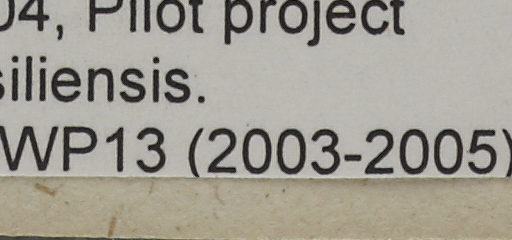 04, Pilot project
siliensis.
WP13 (2003-2005)